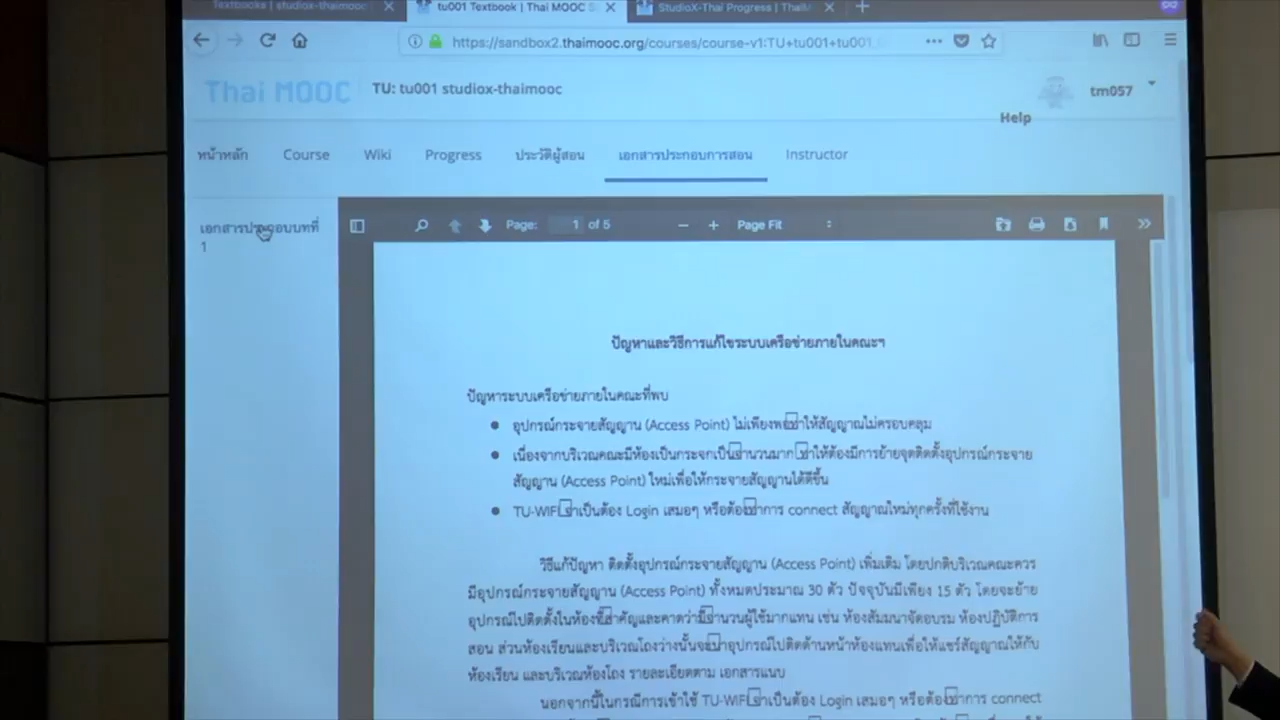 Textbooks | studiox-thaimooc
tu001 Textbook | Thai MOOC S
StudioX-Thai Progress | ThaiM
https://sandbox2.thaimooc.org/courses/course-v1:TU+tu001+tu001
Thai MOOC TU: tu001 studiox-thaimooc
tm057
Help
หน้าหลัก Course Wiki Progress ประวัติผู้สอน เอกสารประกอบการสอน Instructor
เอกสารประกอบบทที่
1
Page: 1 of 5 Page Fit
ปัญหาและวิธีการแก้ไขระบบเครือข่ายภายในคณะฯ
ปัญหาระบบเครือข่ายภายในคณะที่พบ
อุปกรณ์กระจายสัญญาณ (Access Point) ไม่เพียงพอ ทำให้สัญญาณไม่ครอบคลุม
เนื่องจากบริเวณคณะมีห้องเป็นกระจกเป็นจำนวนมาก ทำให้ต้องมีการย้ายจุดติดตั้งอุปกรณ์กระจาย
สัญญาณ (Access Point) ใหม่เพื่อให้กระจายสัญญาณได้ดีขึ้น
TU-WIFI จำเป็นต้อง Login เสมอๆ หรือต้องทำการ connect สัญญาณใหม่ทุกครั้งที่ใช้งาน
วิธีแก้ปัญหา ติดตั้งอุปกรณ์กระจายสัญญาณ (Access Point) เพิ่มเติม โดยปกติบริเวณคณะควร
มีอุปกรณ์กระจายสัญญาณ (Access Point) ทั้งหมดประมาณ 30 ตัว ปัจจุบันมีเพียง 15 ตัว โดยจะย้าย
อุปกรณ์ไปติดตั้งในห้องที่สำคัญและคาดว่ามีจำนวนผู้ใช้มากแทน เช่น ห้องสัมมนาจัดอบรม ห้องปฏิบัติการ
สอน ส่วนห้องเรียนและบริเวณโถงว่างนั้นจะนำอุปกรณ์ไปติดด้านหน้าห้องแทนเพื่อให้แชร์สัญญาณให้กับ
ห้องเรียน และบริเวณห้องโถง รายละเอียดตาม เอกสารแนบ
นอกจากนี้ในกรณีการเข้าใช้ TU-WIFI จำเป็นต้อง Login เสมอๆ หรือต้องทำการ connect